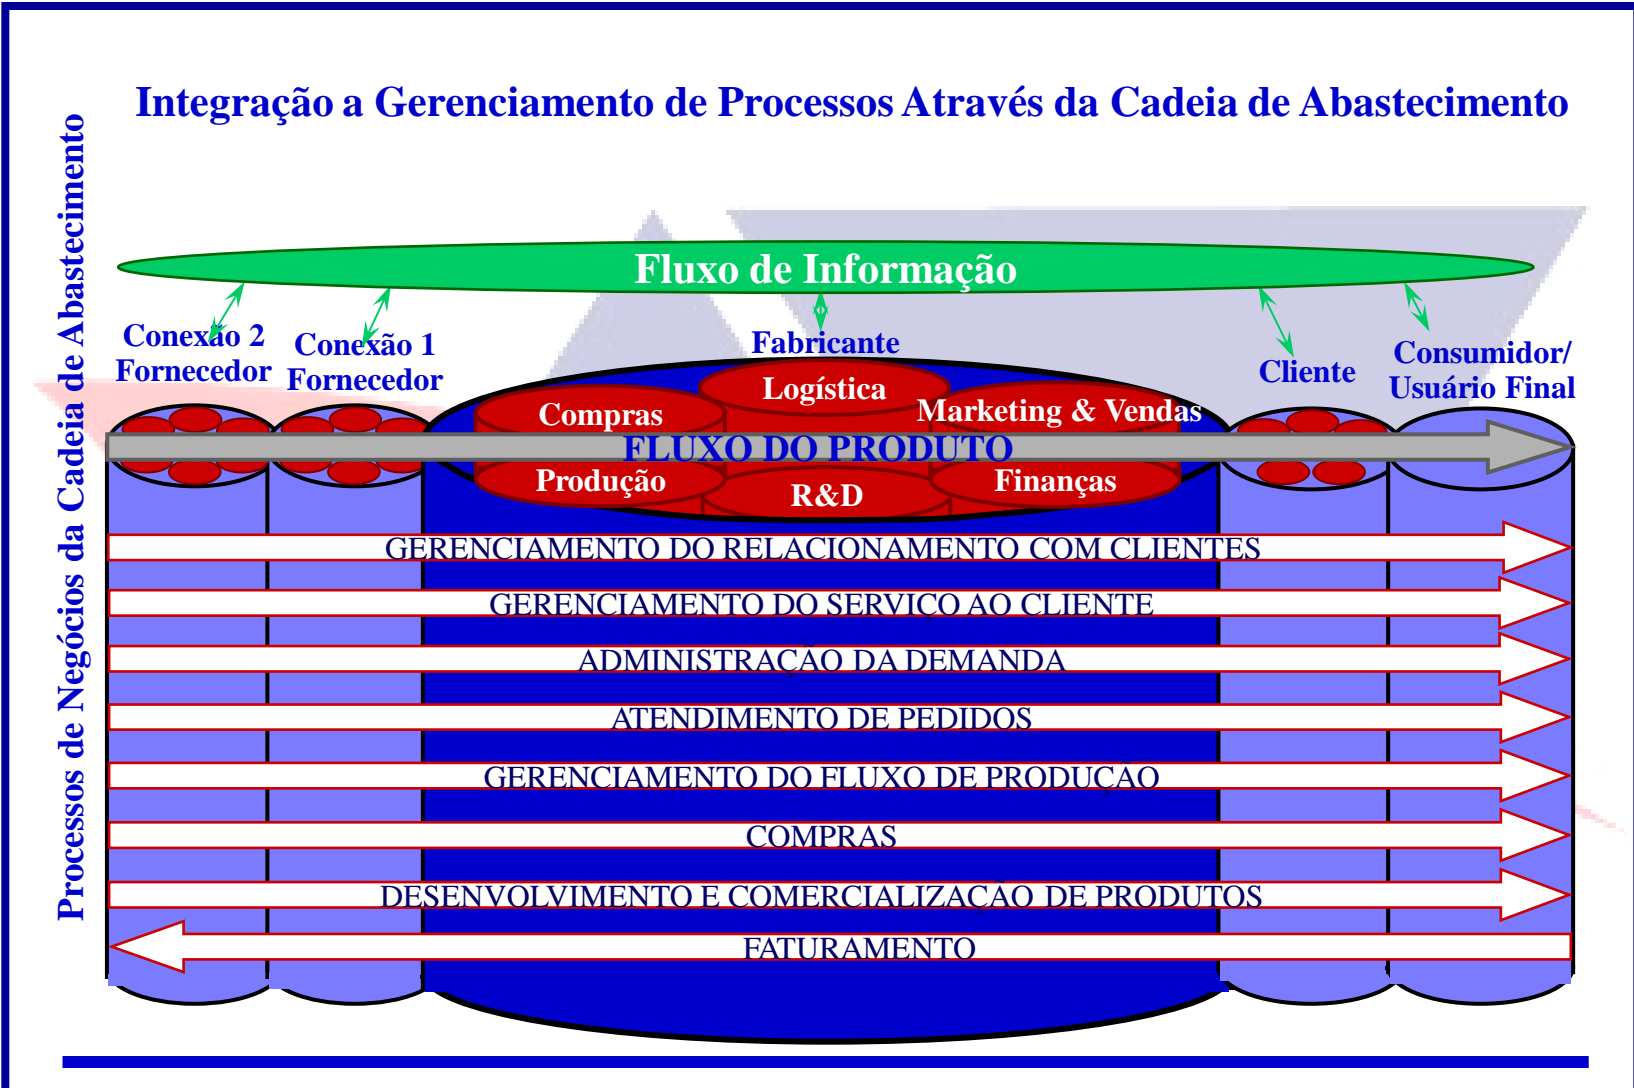 Integração a Gerenciamento de Processos Através da Cadeia de Abastecimento
Processos de Negócios da Cadeia de Abastecimento
Fluxo de Informação
Conexão 2
Fornecedor
Conexão 1
Fornecedor
Fabricante
Cliente
Consumidor/
Usuário Final
Logística
Compras
Marketing & Vendas
FLUXO DO PRODUTO
Produção
R&D
Finanças
GERENCIAMENTO DO RELACIONAMENTO COM CLIENTES
GERENCIAMENTO DO SERVIÇO AO CLIENTE
ADMINISTRAÇÃO DA DEMANDA
ATENDIMENTO DE PEDIDOS
GERENCIAMENTO DO FLUXO DE PRODUÇÃO
COMPRAS
DESENVOLVIMENTO E COMERCIALIZAÇÃO DE PRODUTOS
FATURAMENTO